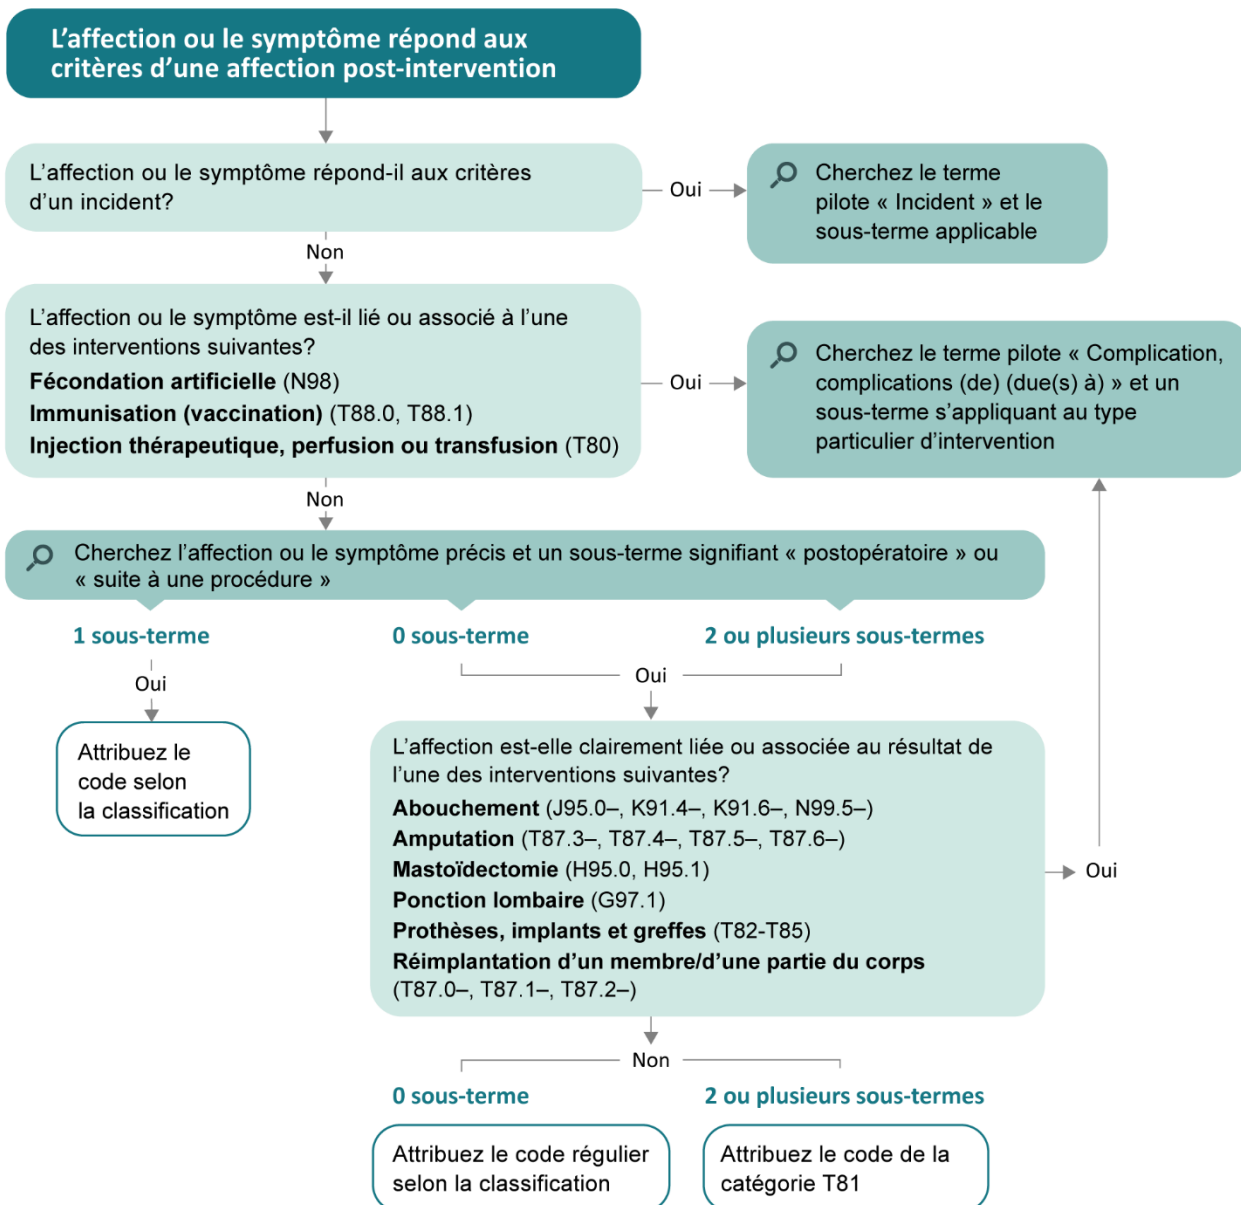 L’affection ou le symptôme répond aux
critères d’une affection post-intervention
L’affection ou le symptôme répond-il aux critères
d’un incident?
Oui
Cherchez le terme
pilote « Incident » et le
sous-terme applicable
Non
L’affection ou le symptôme est-il lié ou associé à l’une
des interventions suivantes?
Fécondation artificielle (N98)
Immunisation (vaccination) (T88.0, T88.1)
Injection thérapeutique, perfusion ou transfusion (T80)
Oui
Cherchez le terme pilote « Complication,
complications (de) (due(s) à) » et un
sous-terme s’appliquant au type
particulier d’intervention
Non
Cherchez l’affection ou le symptôme précis et un sous-terme signifiant « postopératoire » ou
« suite à une procédure »
1 sous-terme
0 sous-terme
2 ou plusieurs sous-termes
Oui
Oui
Attribuez le
code selon
la classification
L’affection est-elle clairement liée ou associée au résultat de
l’une des interventions suivantes?
Abouchement (J95.0–, K91.4–, K91.6–, N99.5–)
Amputation (T87.3–, T87.4–, T87.5–, T87.6–)
Mastoïdectomie (H95.0, H95.1)
Ponction lombaire (G97.1)
Prothèses, implants et greffes (T82-T85)
Réimplantation d’un membre/d’une partie du corps
(T87.0–, T87.1–, T87.2–)
Oui
Non
0 sous-terme
2 ou plusieurs sous-termes
Attribuez le code régulier
selon la classification
Attribuez le code de la
catégorie T81